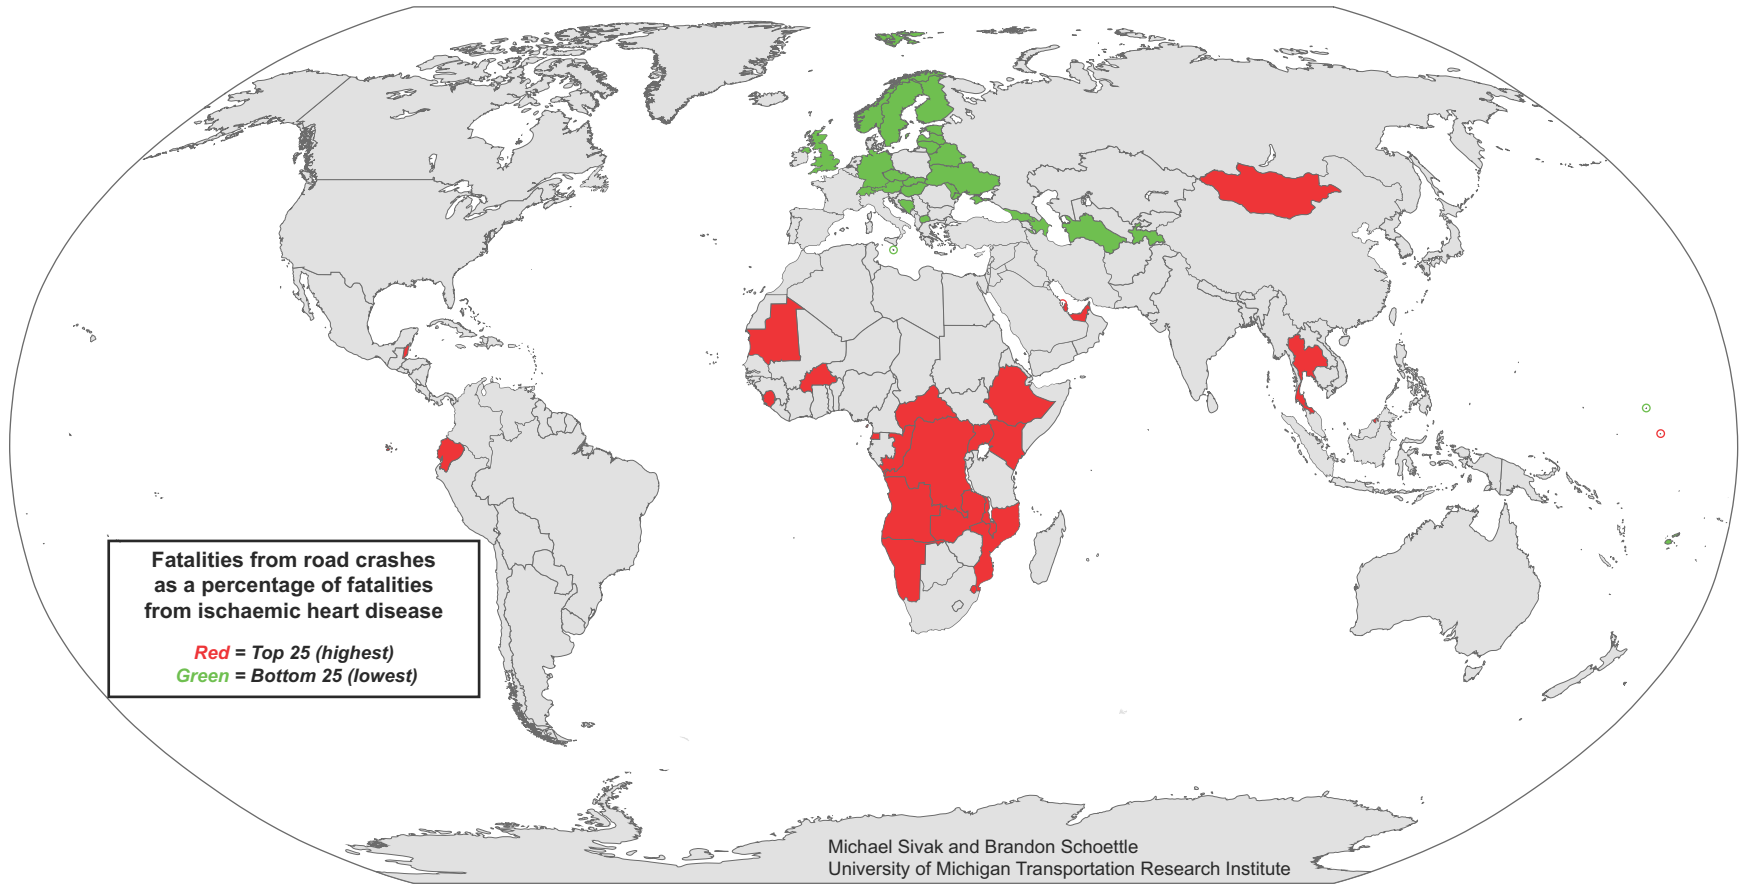 Fatalities from road crashes
as a percentage of fatalities
from ischaemic heart disease
Red = Top 25 (highest)
Green = Bottom 25 (lowest)
Michael Sivak and Brandon Schoettle
University of Michigan Transportation Research Institute